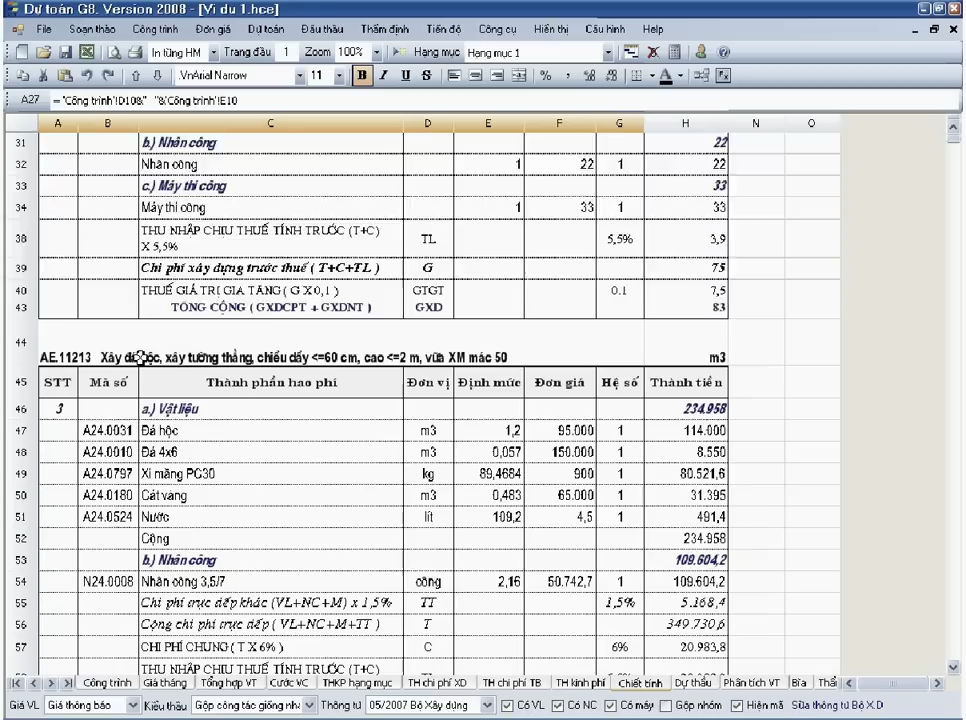 Dự toán G8. Version 2008 - [Vi du 1.hce]
File Soạn thảo Công trình Đơn giá Dự toán Đấu thầu Thẩm định Tiến độ Công cụ Hiển thị Cấu hình Help
In từng HM Trang đầu 1 Zoom 100% Hạng mục Hạng mục 1
.VnArial Narrow 11 B I U S %
A27 = 'Công trình'!D10&" "&'Công trình'!E10
A B C D E F G H N O
31 b.) Nhân công 22
32 Nhân công 1 22 1 22
33 c.) Máy thi công 33
34 Máy thi công 1 33 1 33
38 THU NHẬP CHỊU THUẾ TÍNH TRƯỚC (T+C) X 5,5% TL 5,5% 3,9
39 Chi phí xây dựng trước thuế ( T+C+TL ) G 75
40 THUẾ GIÁ TRỊ GIA TĂNG ( G X 0,1 ) GTGT 0.1 7,5
43 TỔNG CỘNG ( GXDCPT + GXDNT ) GXD 83
44 AE.11213 Xây đá hộc, xây tường thẳng, chiều dầy <=60 cm, cao <=2 m, vữa XM mác 50 m3
45 STT Mã số Thành phần hao phí Đơn vị Định mức Đơn giá Hệ số Thành tiền
46 3 a.) Vật liệu 234.958
47 A24.0031 Đá hộc m3 1,2 95.000 1 114.000
48 A24.0010 Đá 4x6 m3 0,057 150.000 1 8.550
49 A24.0797 Xi măng PC30 kg 89,4684 900 1 80.521,6
50 A24.0180 Cát vàng m3 0,483 65.000 1 31.395
51 A24.0524 Nước lít 109,2 4,5 1 491,4
52 Cộng 234.958
53 b.) Nhân công 109.604,2
54 N24.0008 Nhân công 3,5/7 công 2,16 50.742,7 1 109.604,2
55 Chi phí trực tiếp khác (VL+NC+M) x 1,5% TT 1,5% 5.168,4
56 Cộng chi phí trực tiếp ( VL+NC+M+TT ) T 349.730,6
57 CHI PHÍ CHUNG ( T X 6% ) C 6% 20.983,8
THU NHẬP CHỊU THUẾ TÍNH TRƯỚC (T+C)
Công trình Giá tháng Tổng hợp VT Cước VC THKP hạng mục TH chi phí XD TH chi phí TB TH kinh phí Chiết tính Dự thầu Phân tích VT Bìa Thẩ
Giá VL Giá thông báo Kiểu thầu Gộp công tác giống nha Thông tư 05/2007 Bộ Xây dựng Có VL Có NC Có máy Gộp nhóm Hiện mã Sửa thông tư Bộ X.D